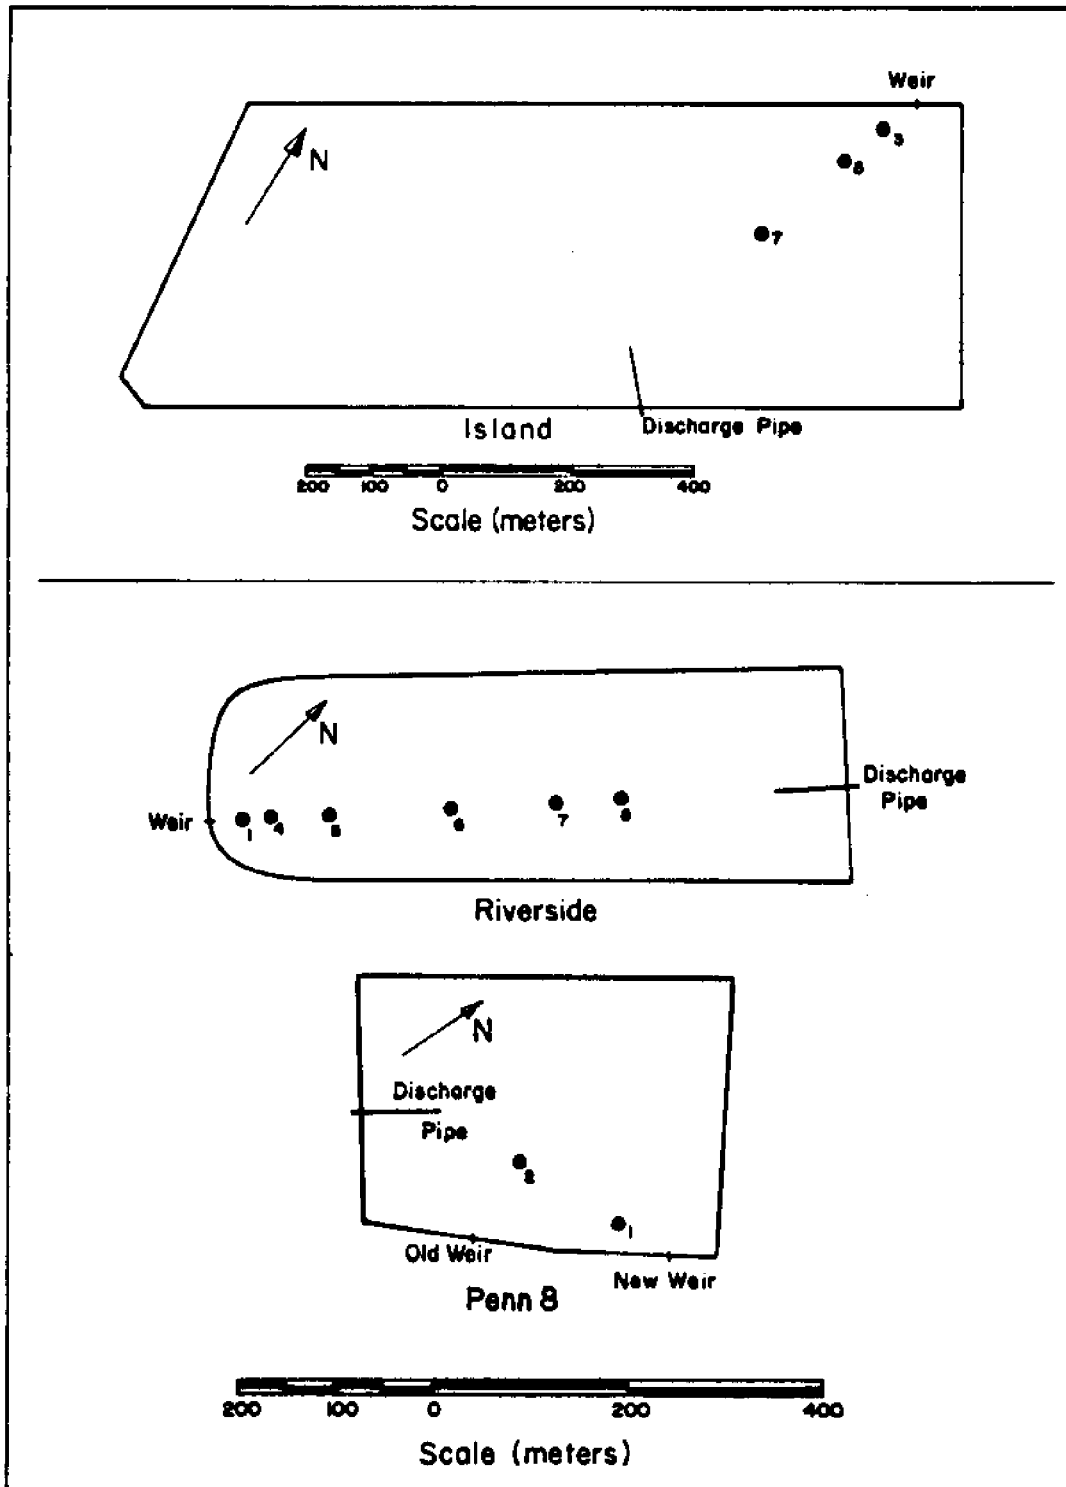 Weir
N
3
8
7
Island
Discharge Pipe
200 100 0 200 400
Scale (meters)
N
Discharge
Pipe
Weir
1 4 5 6 7 8
Riverside
N
Discharge
Pipe
2
1
Old Weir
New Weir
Penn 8
200 100 0 200 400
Scale (meters)